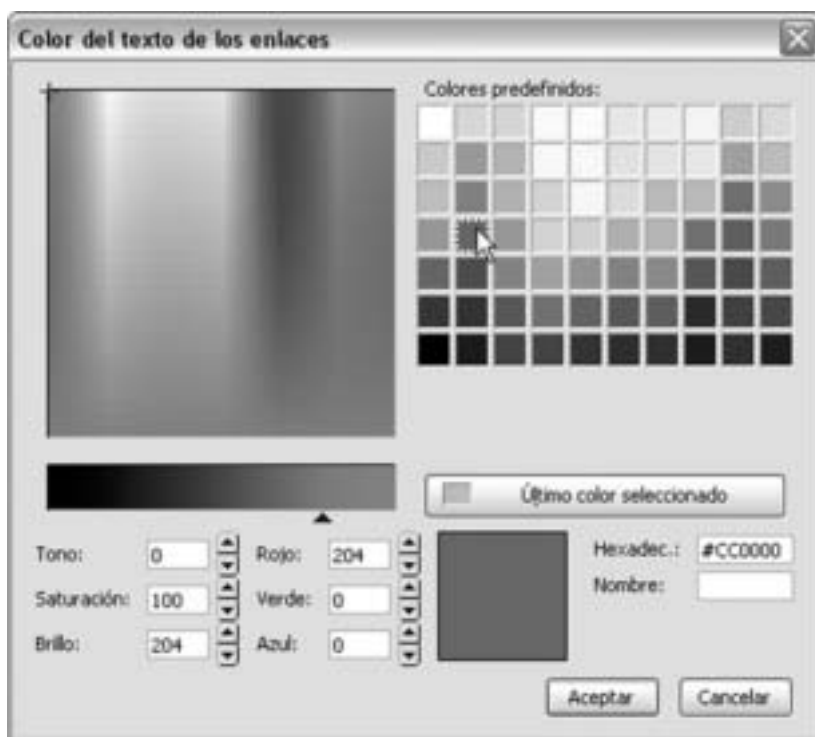 Color del texto de los enlaces
Colores predefinidos:
Último color seleccionado
Tono: 0 Rojo: 204 Hexadec.: #CC0000
Saturación: 100 Verde: 0 Nombre:
Brillo: 204 Azul: 0
Aceptar Cancelar